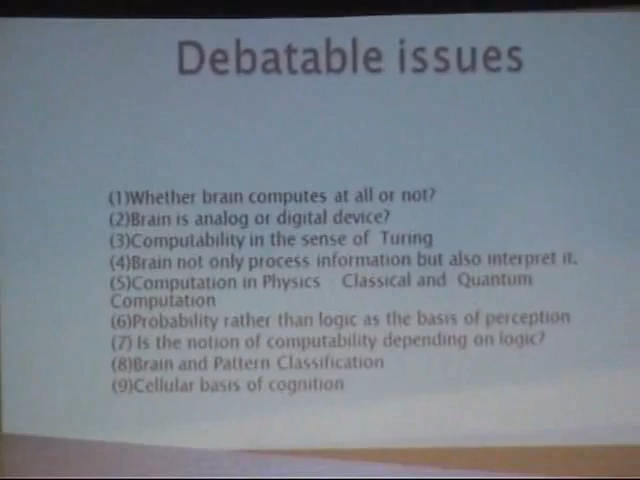 Debatable issues
(1)Whether brain computes at all or not?
(2)Brain is analog or digital device?
(3)Computability in the sense of Turing
(4)Brain not only process information but also interpret it.
(5)Computation in Physics Classical and Quantum
Computation
(6)Probability rather than logic as the basis of perception
(7) Is the notion of computability depending on logic?
(8)Brain and Pattern Classification
(9)Cellular basis of cognition